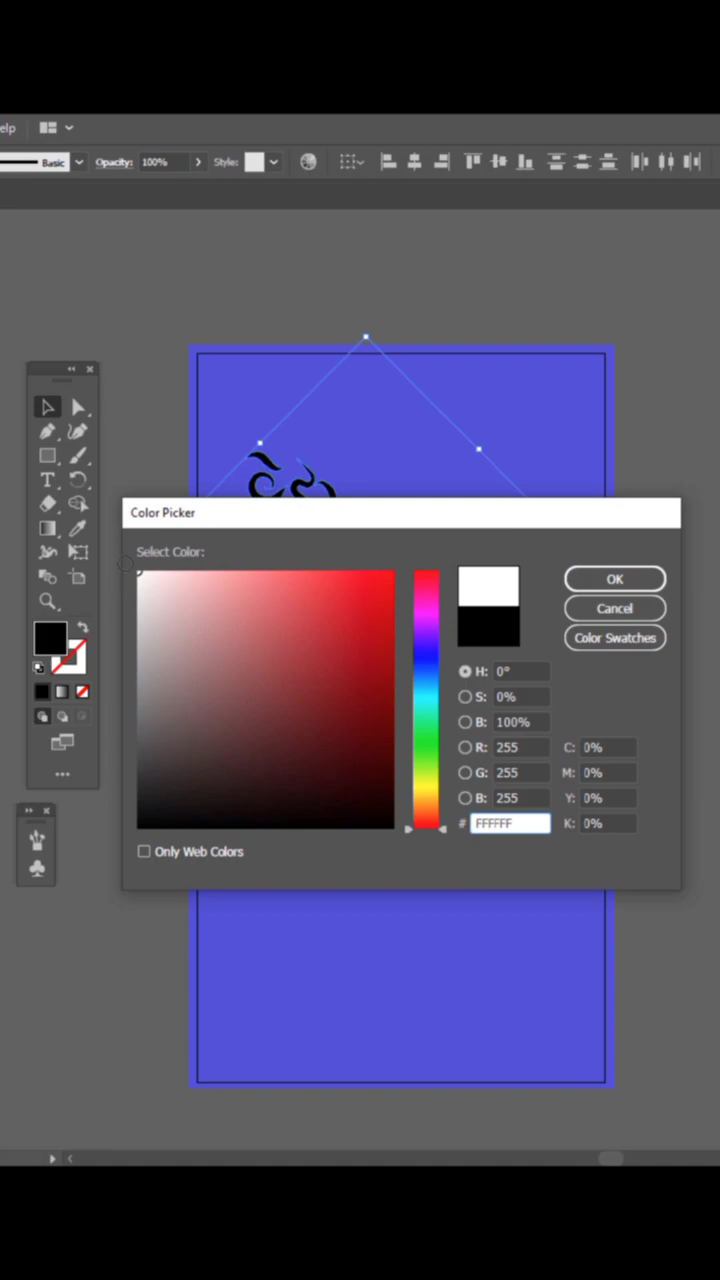 elp
Basic Opacity: 100% Style:
Color Picker
Select Color:
OK
Cancel
Color Swatches
H: 0°
S: 0%
B: 100%
R: 255 C: 0%
G: 255 M: 0%
B: 255 Y: 0%
# FFFFFF K: 0%
Only Web Colors